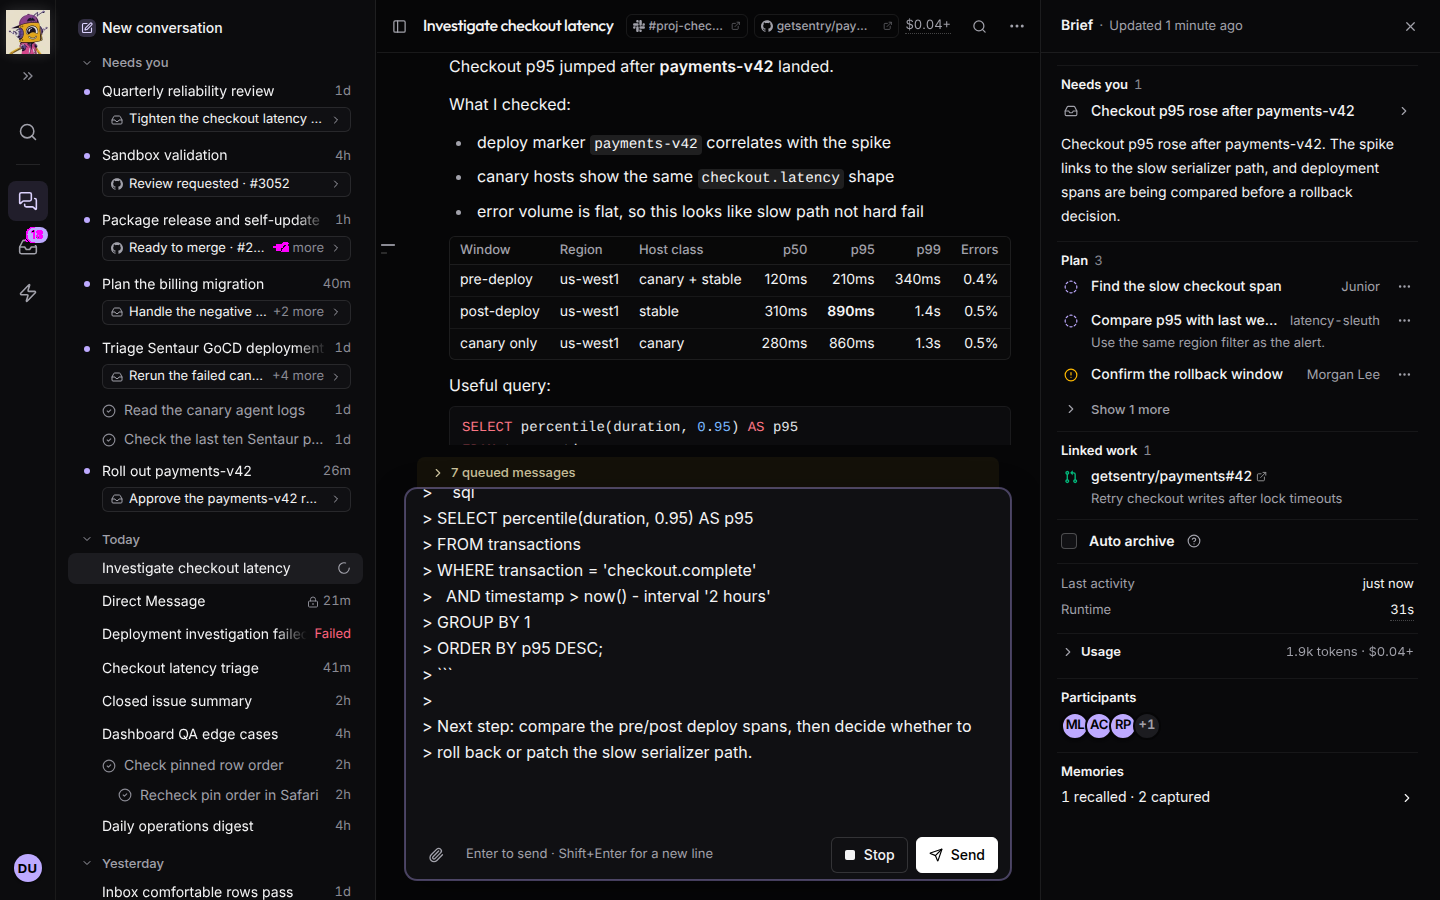 New conversation
Needs you
Quarterly reliability review 1d
Tighten the checkout latency ...
Sandbox validation 4h
Review requested · #3052
Package release and self-update 1h
Ready to merge · #2... more
Plan the billing migration 40m
Handle the negative ... +2 more
Triage Sentaur GoCD deployment 1d
Rerun the failed can... +4 more
Read the canary agent logs 1d
Check the last ten Sentaur p... 1d
Roll out payments-v42 26m
Approve the payments-v42 r...
Today
Investigate checkout latency
Direct Message 21m
Deployment investigation failed Failed
Checkout latency triage 41m
Closed issue summary 2h
Dashboard QA edge cases 4h
Check pinned row order 2h
Recheck pin order in Safari 2h
Daily operations digest 4h
Yesterday
Inbox comfortable rows pass 1d
DU
Investigate checkout latency #proj-chec... getsentry/pay... $0.04+
Checkout p95 jumped after payments-v42 landed.
What I checked:
• deploy marker payments-v42 correlates with the spike
• canary hosts show the same checkout.latency shape
• error volume is flat, so this looks like slow path not hard fail
Window Region Host class p50 p95 p99 Errors
pre-deploy us-west1 canary + stable 120ms 210ms 340ms 0.4%
post-deploy us-west1 stable 310ms 890ms 1.4s 0.5%
canary only us-west1 canary 280ms 860ms 1.3s 0.5%
Useful query:
SELECT percentile(duration, 0.95) AS p95
7 queued messages
> sql
> SELECT percentile(duration, 0.95) AS p95
> FROM transactions
> WHERE transaction = 'checkout.complete'
> AND timestamp > now() - interval '2 hours'
> GROUP BY 1
> ORDER BY p95 DESC;
> ```
>
> Next step: compare the pre/post deploy spans, then decide whether to
> roll back or patch the slow serializer path.
Enter to send · Shift+Enter for a new line Stop Send
Brief · Updated 1 minute ago
Needs you 1
Checkout p95 rose after payments-v42
Checkout p95 rose after payments-v42. The spike
links to the slow serializer path, and deployment
spans are being compared before a rollback
decision.
Plan 3
Find the slow checkout span Junior
Compare p95 with last we... latency-sleuth
Use the same region filter as the alert.
Confirm the rollback window Morgan Lee
Show 1 more
Linked work 1
getsentry/payments#42
Retry checkout writes after lock timeouts
Auto archive
Last activity just now
Runtime 31s
Usage 1.9k tokens · $0.04+
Participants
ML AC RP +1
Memories
1 recalled · 2 captured